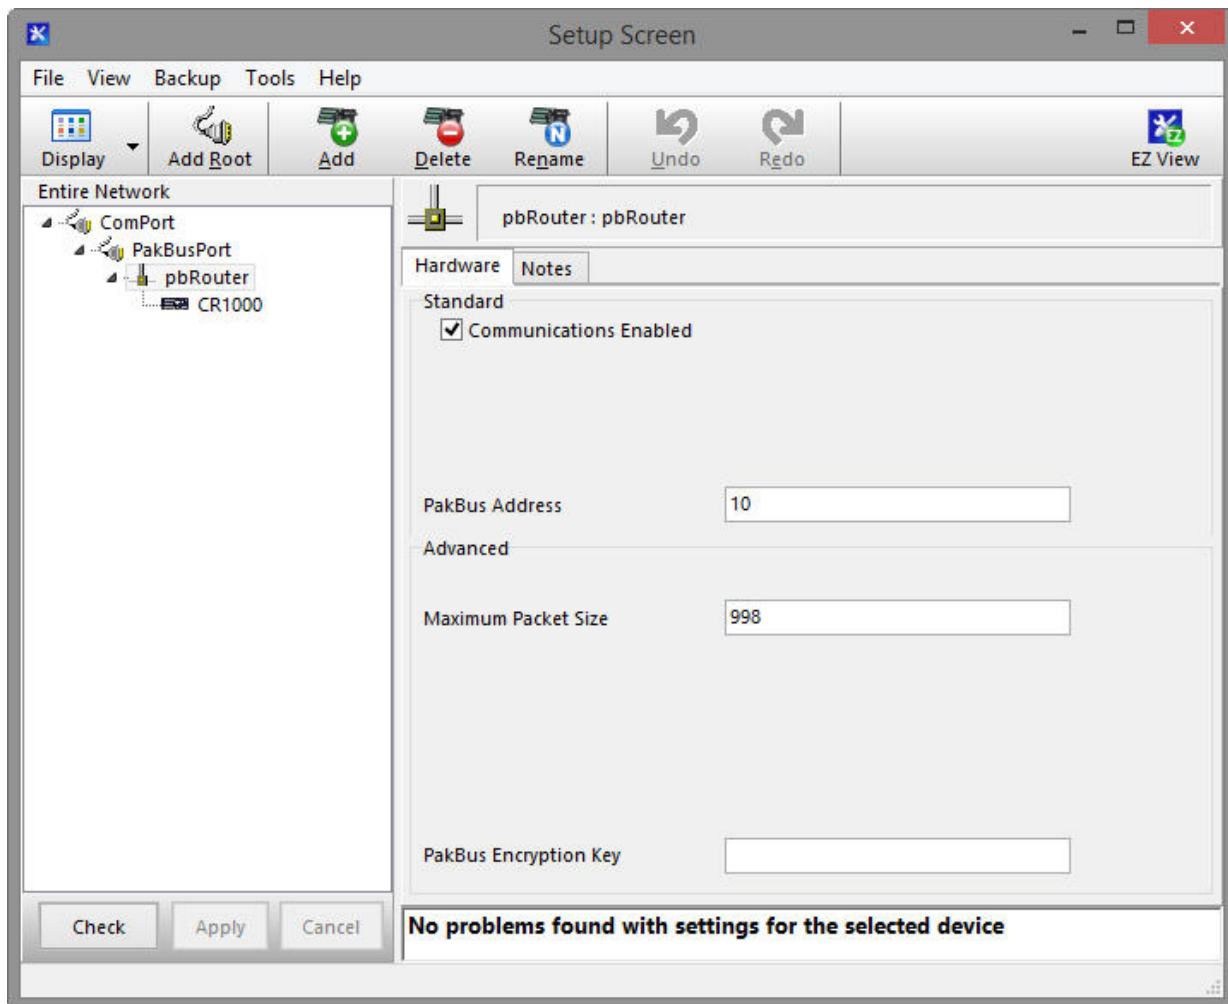 Setup Screen
File View Backup Tools Help
Display Add Root Add Delete Rename Undo Redo EZ View
Entire Network
ComPort
PakBusPort
pbRouter
CR1000
pbRouter : pbRouter
Hardware Notes
Standard
Communications Enabled
PakBus Address 10
Advanced
Maximum Packet Size 998
PakBus Encryption Key
Check Apply Cancel
No problems found with settings for the selected device